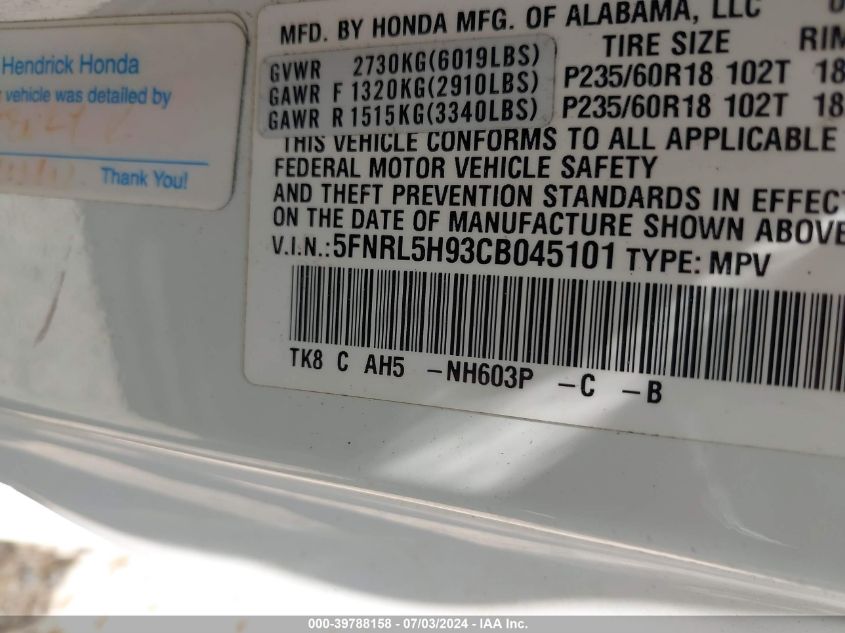 Hendrick Honda
vehicle was detailed by
Thank You!
MFD. BY HONDA MFG. OF ALABAMA, LLC
TIRE SIZE RIM
GVWR 2730KG(6019LBS)
GAWR F 1320KG(2910LBS) P235/60R18 102T 18
GAWR R 1515KG(3340LBS) P235/60R18 102T 18
THIS VEHICLE CONFORMS TO ALL APPLICABLE
FEDERAL MOTOR VEHICLE SAFETY
AND THEFT PREVENTION STANDARDS IN EFFECT
ON THE DATE OF MANUFACTURE SHOWN ABOVE
V.I.N.:5FNRL5H93CB045101 TYPE: MPV
TK8 C AH5 -NH603P -C -B
000-39788158 - 07/03/2024 - IAA Inc.